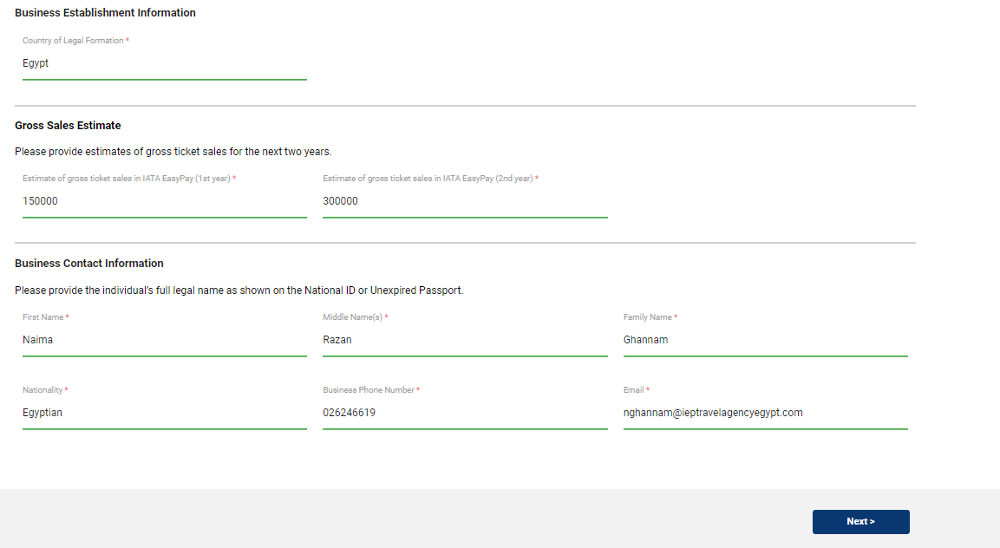 Business Establishment Information
Country of Legal Formation *
Egypt
Gross Sales Estimate
Please provide estimates of gross ticket sales for the next two years.
Estimate of gross ticket sales in IATA EasyPay (1st year) * Estimate of gross ticket sales in IATA EasyPay (2nd year) *
150000 300000
Business Contact Information
Please provide the individual's full legal name as shown on the National ID or Unexpired Passport.
First Name * Middle Name(s) * Family Name *
Naima Razan Ghannam
Nationality * Business Phone Number * Email *
Egyptian 026246619 nghannam@ieptravelagencyegypt.com
Next >